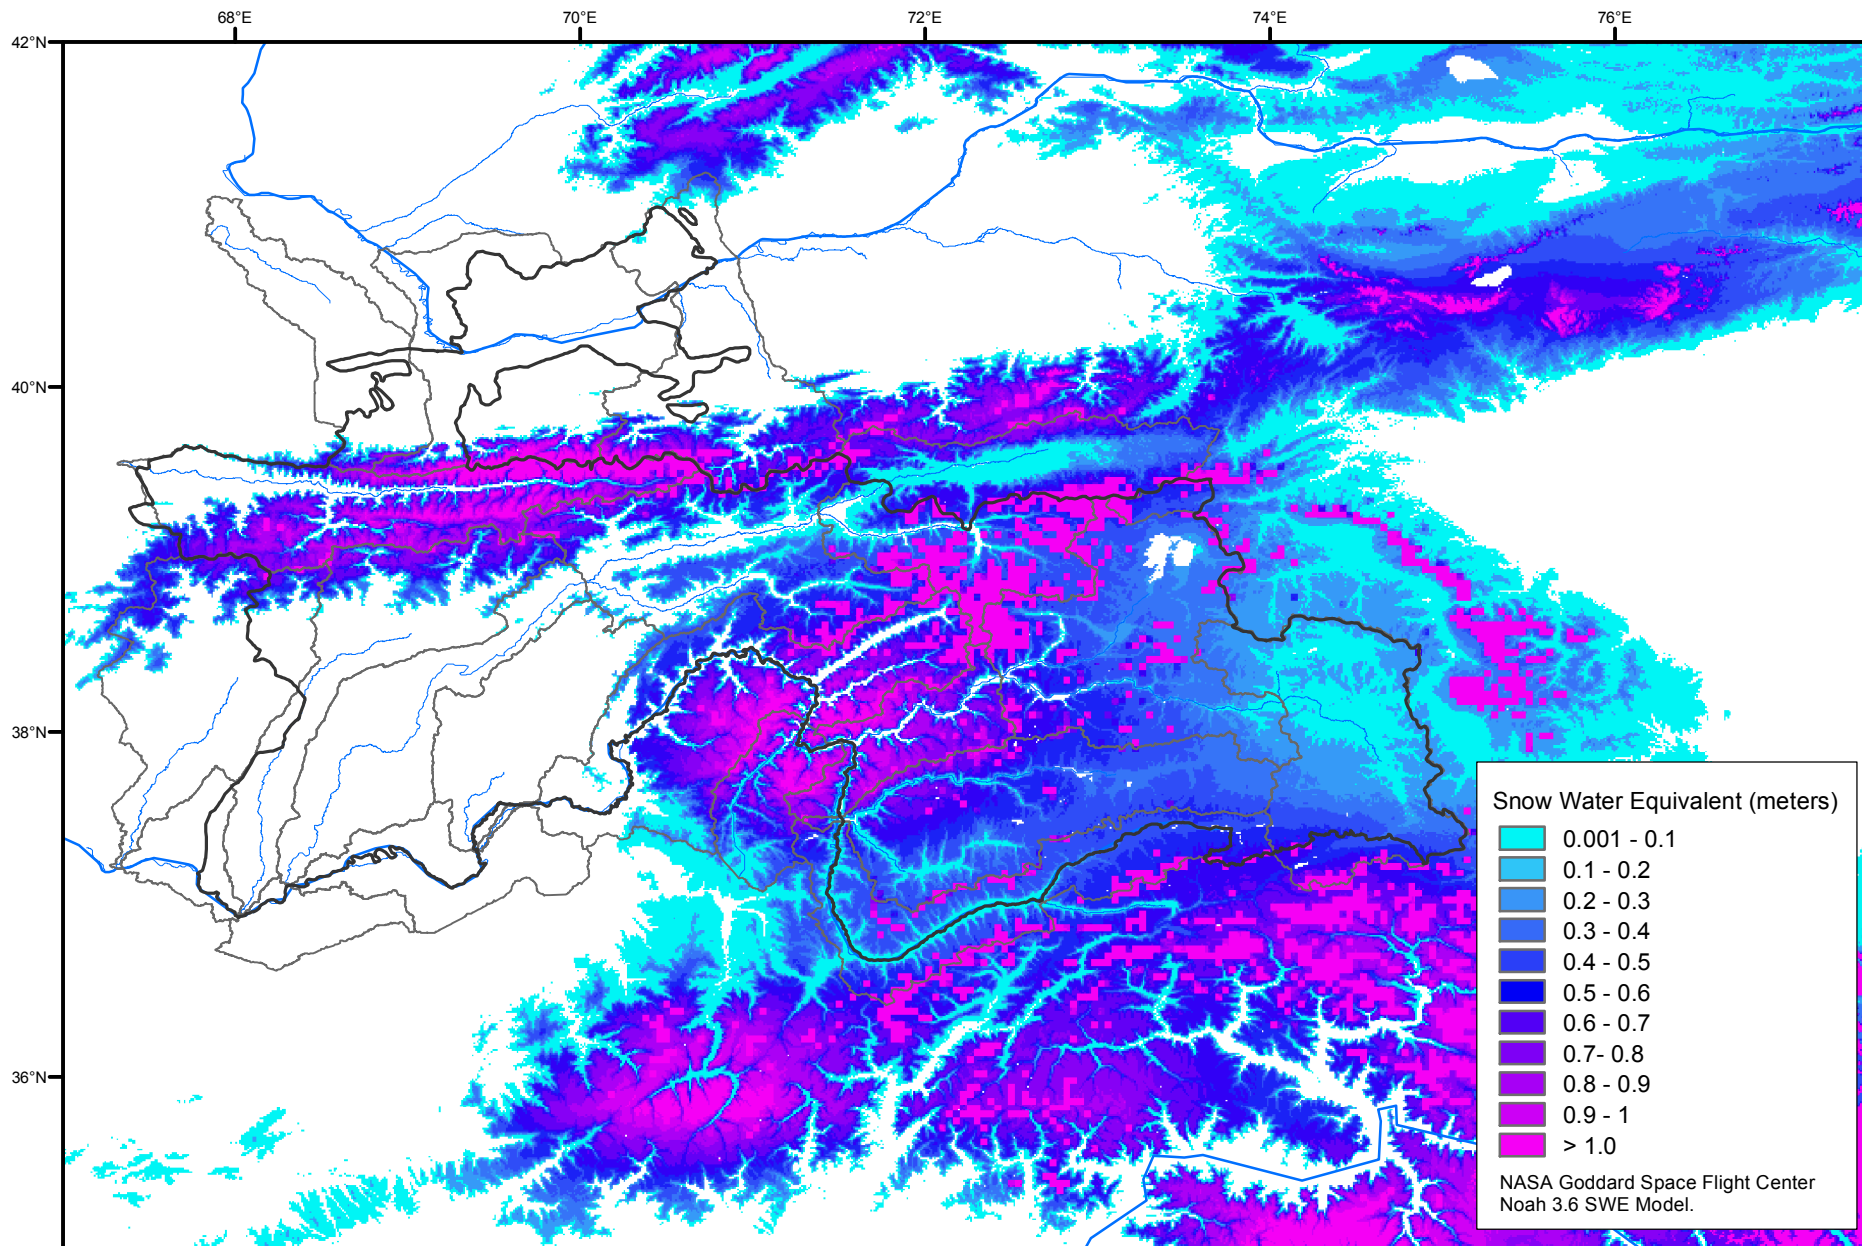 68°E
70°E
72°E
74°E
76°E
42°N
40°N
38°N
36°N
Snow Water Equivalent (meters)
0.001 - 0.1
0.1 - 0.2
0.2 - 0.3
0.3 - 0.4
0.4 - 0.5
0.5 - 0.6
0.6 - 0.7
0.7- 0.8
0.8 - 0.9
0.9 - 1
> 1.0
NASA Goddard Space Flight Center
Noah 3.6 SWE Model.